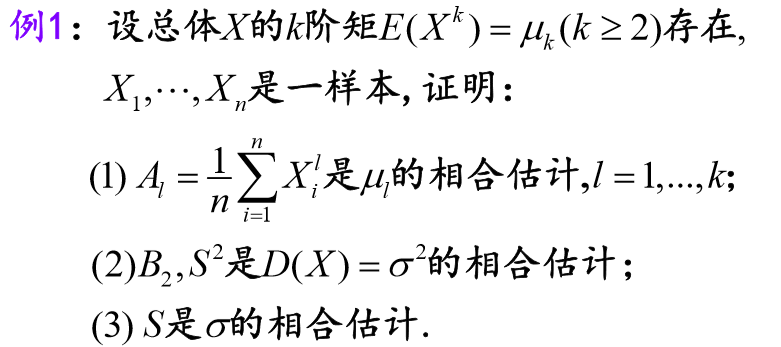 例1：设总体X的k阶矩E(X^k) = μ_k(k ≥ 2)存在,
X_1,⋯,X_n是一样本,证明：
(1) A_l = \frac{1}{n}\sum_{i=1}^{n} X_i^l是μ_l的相合估计,l = 1,...,k;
(2)B_2,S^2是D(X) = σ^2的相合估计；
(3) S是σ的相合估计.